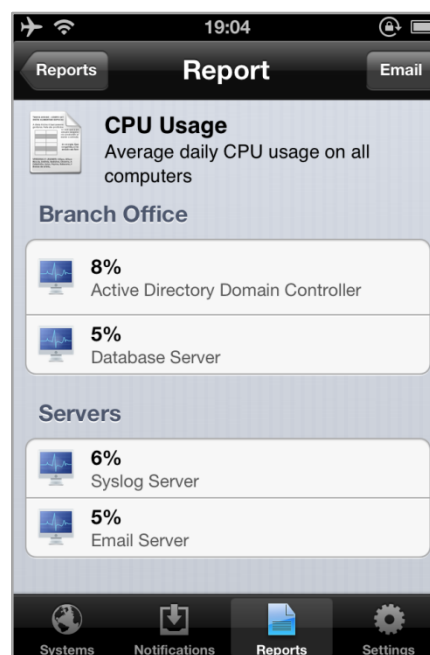 19:04
Reports
Report
Email
CPU Usage
Average daily CPU usage on all
computers
Branch Office
8%
Active Directory Domain Controller
5%
Database Server
Servers
6%
Syslog Server
5%
Email Server
Systems
Notifications
Reports
Settings